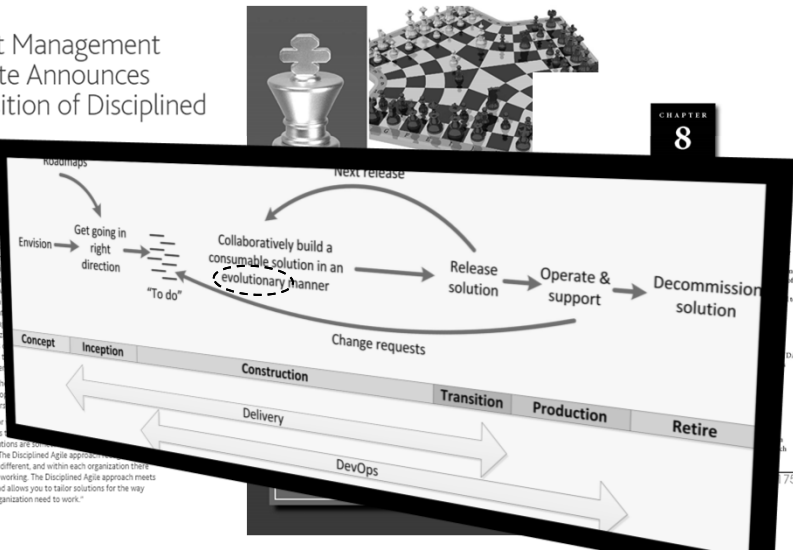 t Management
te Announces
ition of Disciplined
CHAPTER
8
Roadmaps
Next release
Envision
Get going in
right
direction
"To do"
Collaboratively build a
consumable solution in an
evolutionary manner
Release
solution
Operate &
support
Decommission
solution
Change requests
Concept
Inception
Construction
Transition
Production
Retire
Delivery
DevOps
The Disciplined Agile approach
different, and within each organization there
working. The Disciplined Agile approach meets
d allows you to tailor solutions for the way
ganization need to work."
175